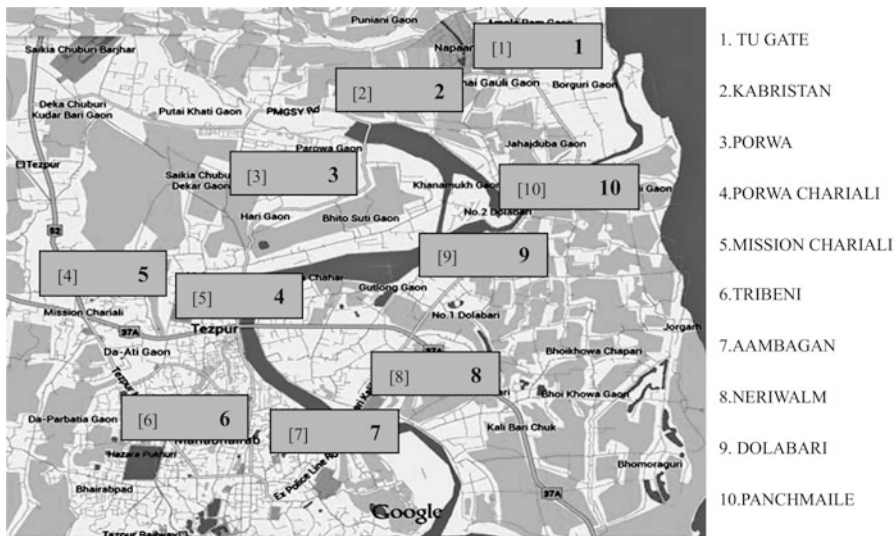 Puniani Gaon
Napaam
[1] 1
Saikia Chuburi Barjhar
[2] 2
Borguri Gaon
Deka Chuburi
Kudar Bari Gaon
Putai Khati Gaon
PMGSY Rd
Parowa Gaon
Jahajduba Gaon
Tezpur
Saikia Chubu
Dekar Gaon
[3] 3
Khanamukh Gaon
[10] 10
li Gaon
Hari Gaon
Bhito Suti Gaon
No.2 Dolabari
52
[4] 5
[5] 4
Chahar
[9] 9
Gutlong Gaon
Mission Chariali
37A
Tezpur
No.1 Dolabari
Jorgarh
Da-Ati Gaon
37A
Bhoikhowa Chapari
[8] 8
Bhoi Khowa Gaon
Da-Parbatia Gaon
[6] 6
[7] 7
Kali Bari Chuk
Hazara Pukhuri
Bhomoraguri
Bhairabpad
Ex Police Line Ro
37A
Google
Tezpur Railway
1. TU GATE
2.KABRISTAN
3.PORWA
4.PORWA CHARIALI
5.MISSION CHARIALI
6.TRIBENI
7.AAMBAGAN
8.NERIWALM
9. DOLABARI
10.PANCHMAILE